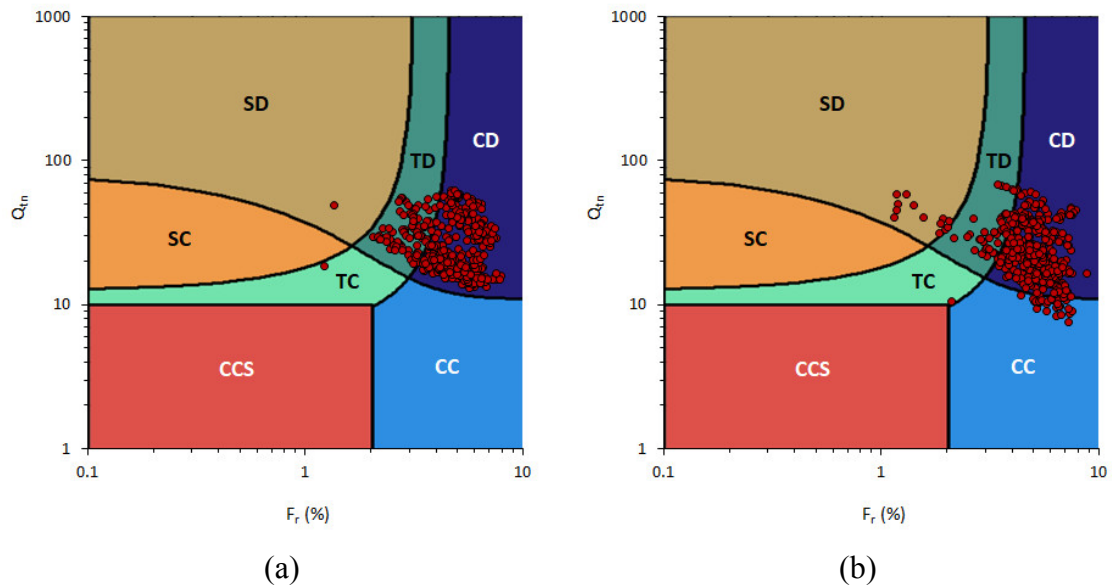 1000
SD
CD
TD
100
Qtn
SC
TC
10
CCS
CC
1
0.1 1 10
Fr (%)
(a)
1000
SD
CD
TD
100
Qtn
SC
TC
10
CCS
CC
1
0.1 1 10
Fr (%)
(b)